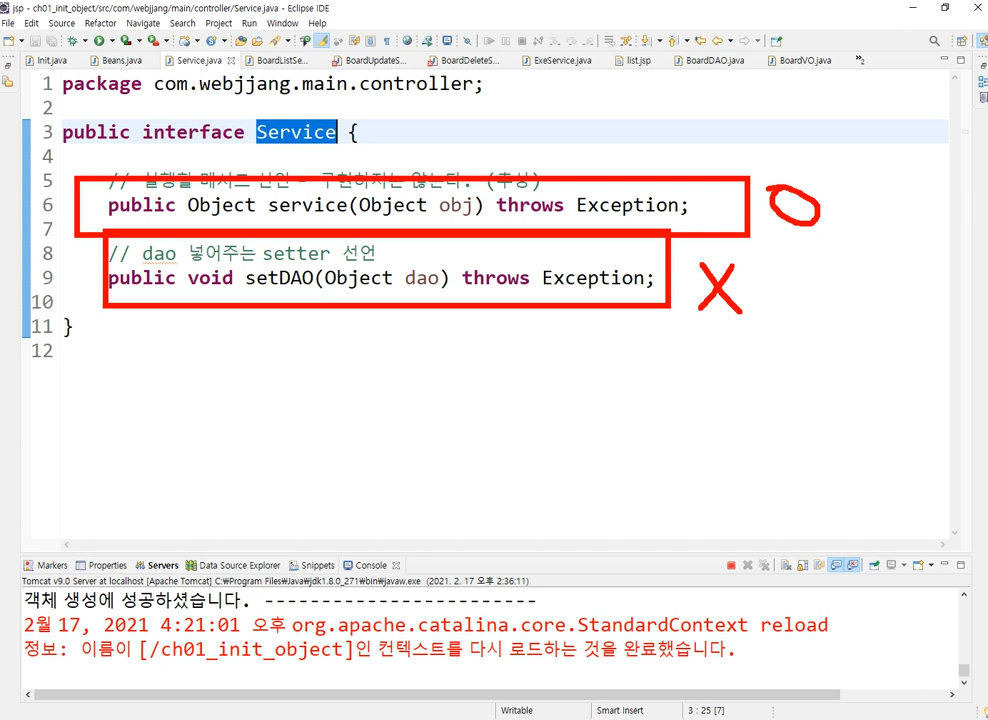 jsp - ch01_init_object/src/com/webjjang/main/controller/Service.java - Eclipse IDE
File Edit Source Refactor Navigate Search Project Run Window Help
Init.java Beans.java Service.java BoardListSe... BoardUpdateS... BoardDeleteS... ExeService.java list.jsp BoardDAO.java BoardVO.java »2
1 package com.webjjang.main.controller;
2
3 public interface Service {
4
5 // 실행할 메서드 선언 - 구현하지는 않는다. (추상)
6 public Object service(Object obj) throws Exception;
7
8 // dao 넣어주는 setter 선언
9 public void setDAO(Object dao) throws Exception;
10
11 }
12
O
X
Markers Properties Servers Data Source Explorer Snippets Console
Tomcat v9.0 Server at localhost [Apache Tomcat] C:₩Program Files₩Java₩jdk1.8.0_271₩bin₩javaw.exe (2021. 2. 17 오후 2:36:11)
객체 생성에 성공하셨습니다. ------------------------
2월 17, 2021 4:21:01 오후 org.apache.catalina.core.StandardContext reload
정보: 이름이 [/ch01_init_object]인 컨텍스트를 다시 로드하는 것을 완료했습니다.
Writable Smart Insert 3 : 25 [7]